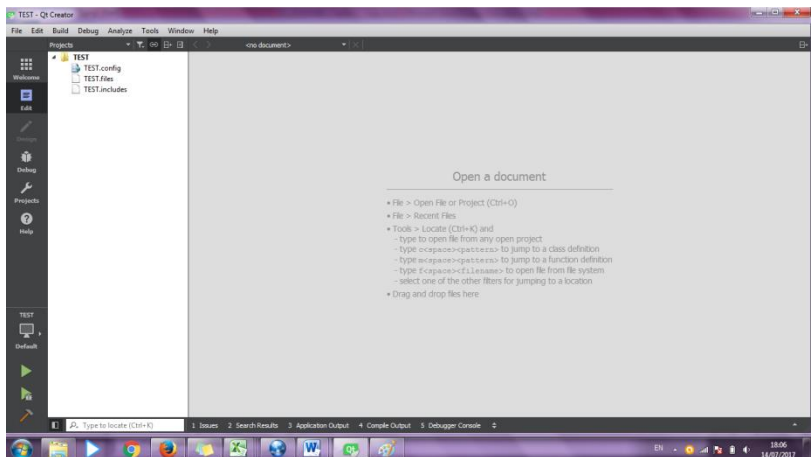 TEST - Qt Creator
File Edit Build Debug Analyze Tools Window Help
Projects
<no document>
Welcome
Edit
Design
Debug
Projects
Help
TEST
TEST.config
TEST.files
TEST.includes
Open a document
• File > Open File or Project (Ctrl+O)
• File > Recent Files
• Tools > Locate (Ctrl+K) and
- type to open file from any open project
- type c<space><pattern> to jump to a class definition
- type m<space><pattern> to jump to a function definition
- type f<space><filename> to open file from file system
- select one of the other filters for jumping to a location
• Drag and drop files here
TEST
Default
Type to locate (Ctrl+K)
1 Issues 2 Search Results 3 Application Output 4 Compile Output 5 Debugger Console
EN
18:06
14/07/2017